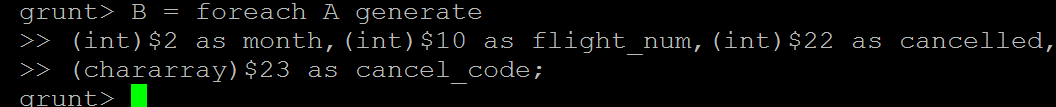 grunt> B = foreach A generate
>> (int)$2 as month,(int)$10 as flight_num,(int)$22 as cancelled,
>> (chararray)$23 as cancel_code;
grunt>